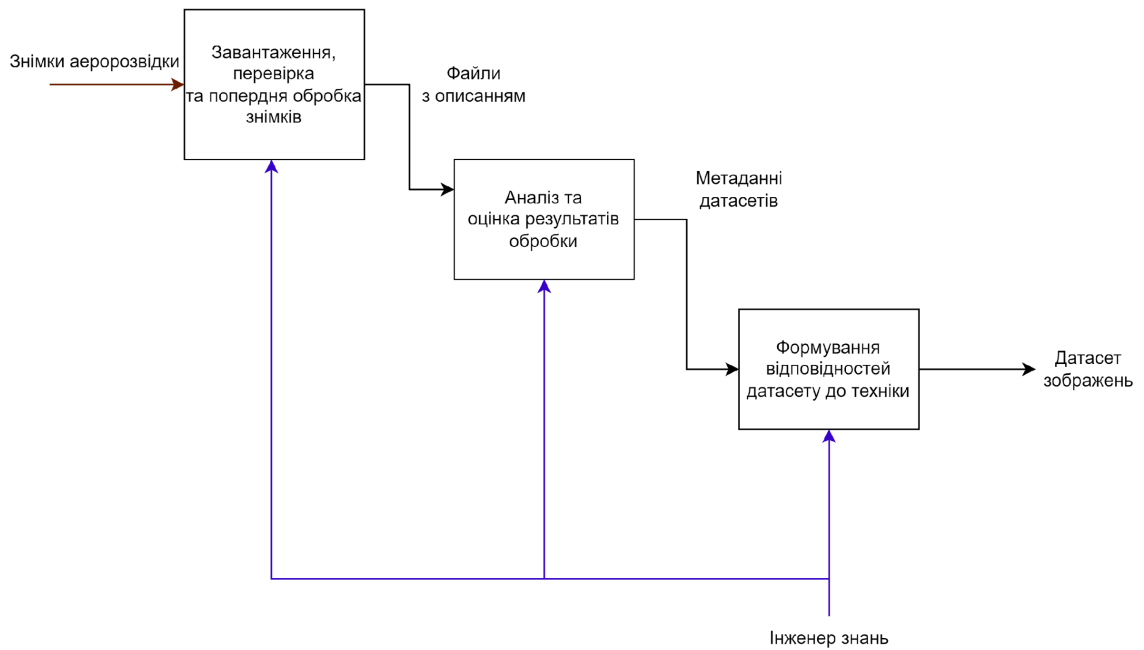 Знімки аеророзвідки
Завантаження,
перевірка
та попердня обробка
знімків
Файли
з описанням
Аналіз та
оцінка результатів
обробки
Метаданні
датасетів
Формування
відповідностей
датасету до техніки
Датасет
зображень
Інженер знань